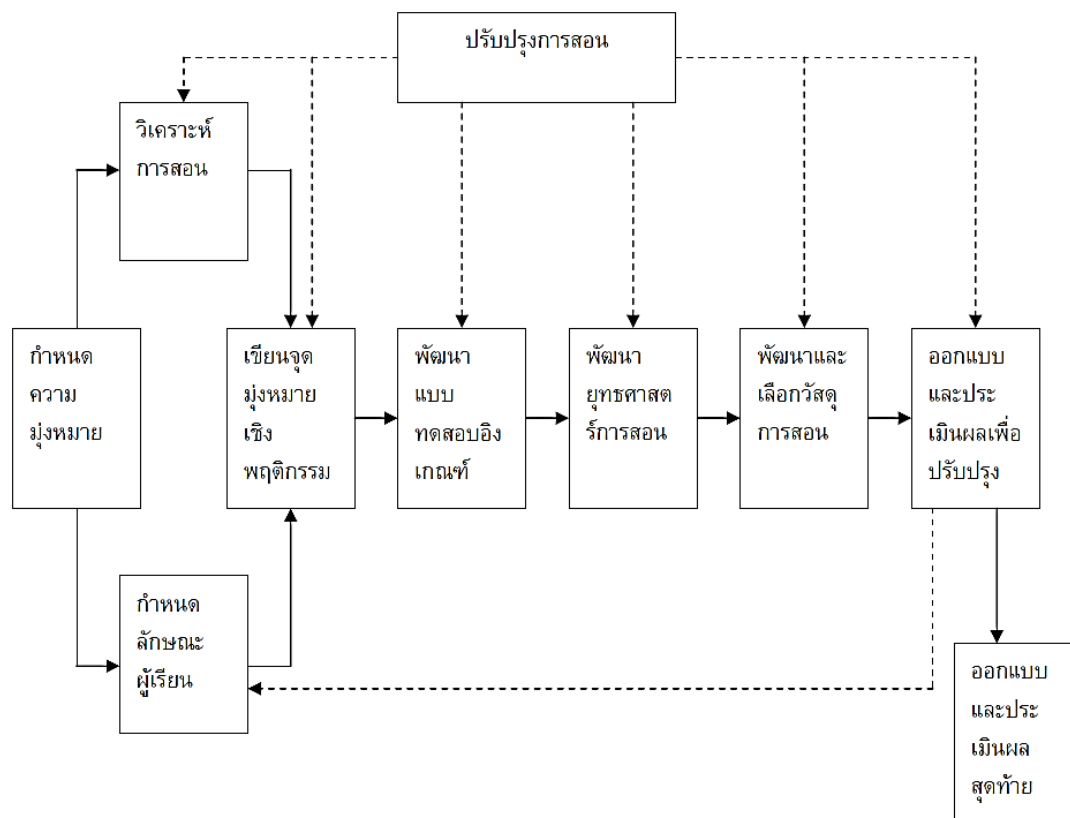 ปรับปรุงการสอน
วิเคราะห์
การสอน
กำหนด
ความ
มุ่งหมาย
เขียนจุด
มุ่งหมาย
เชิง
พฤติกรรม
พัฒนา
แบบ
ทดสอบอิง
เกณฑ์
พัฒนา
ยุทธศาสต
ร์การสอน
พัฒนาและ
เลือกวัสดุ
การสอน
ออกแบบ
และประ
เมินผลเพื่อ
ปรับปรุง
กำหนด
ลักษณะ
ผู้เรียน
ออกแบบ
และประ
เมินผล
สุดท้าย